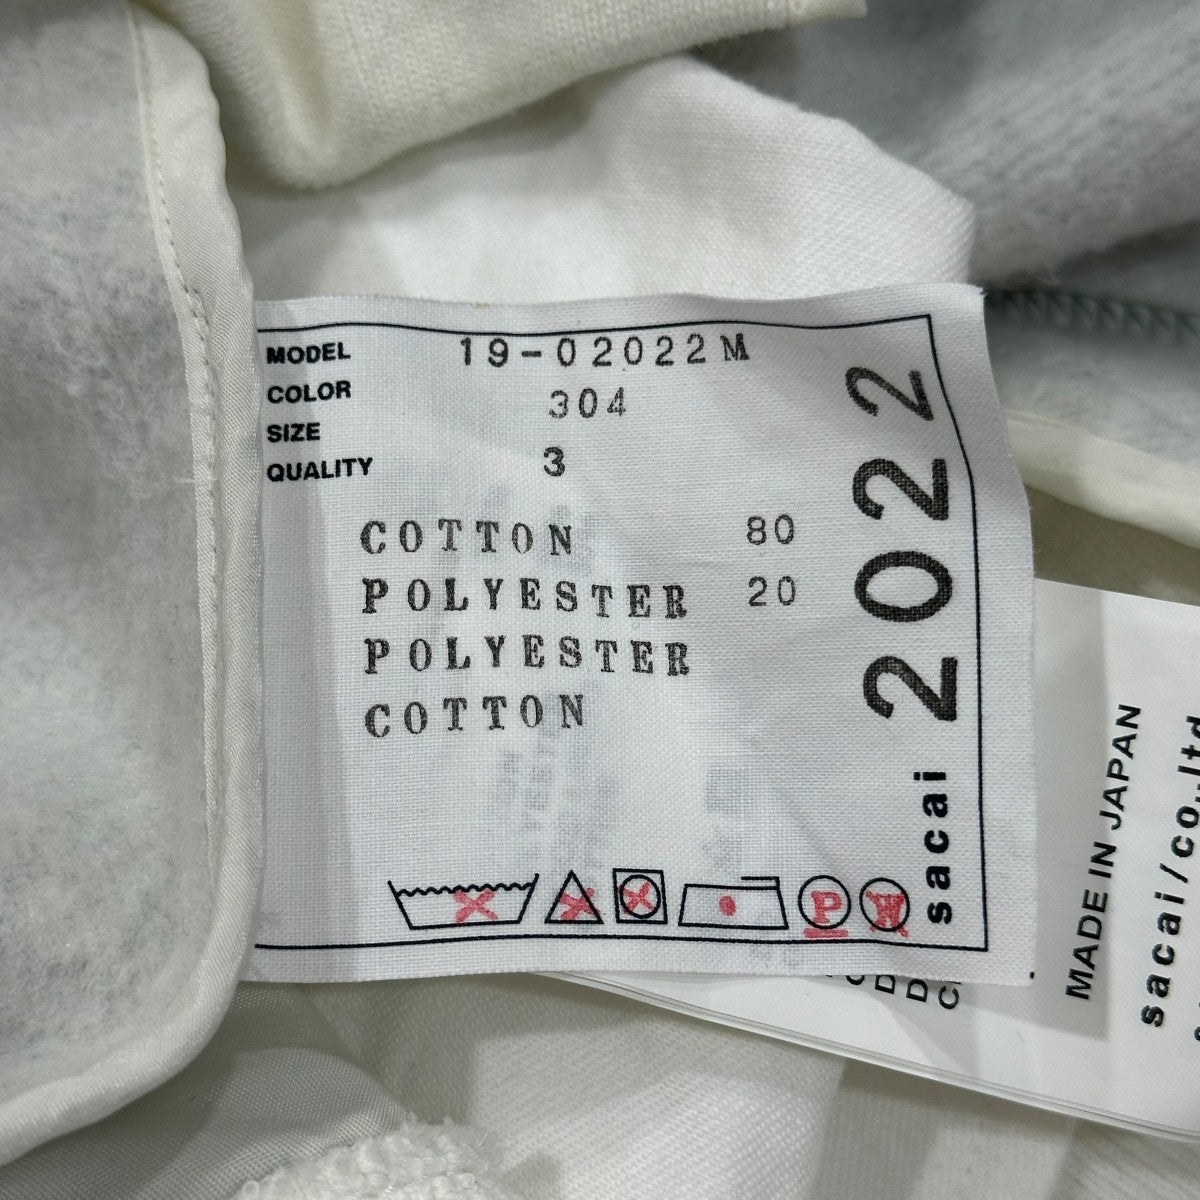 MODEL 19-02022M
COLOR 304
SIZE 3
QUALITY
COTTON 80
POLYESTER 20
POLYESTER
COTTON
P W
sacai 2022
MADE IN JAPAN
sacai/co.,ltd